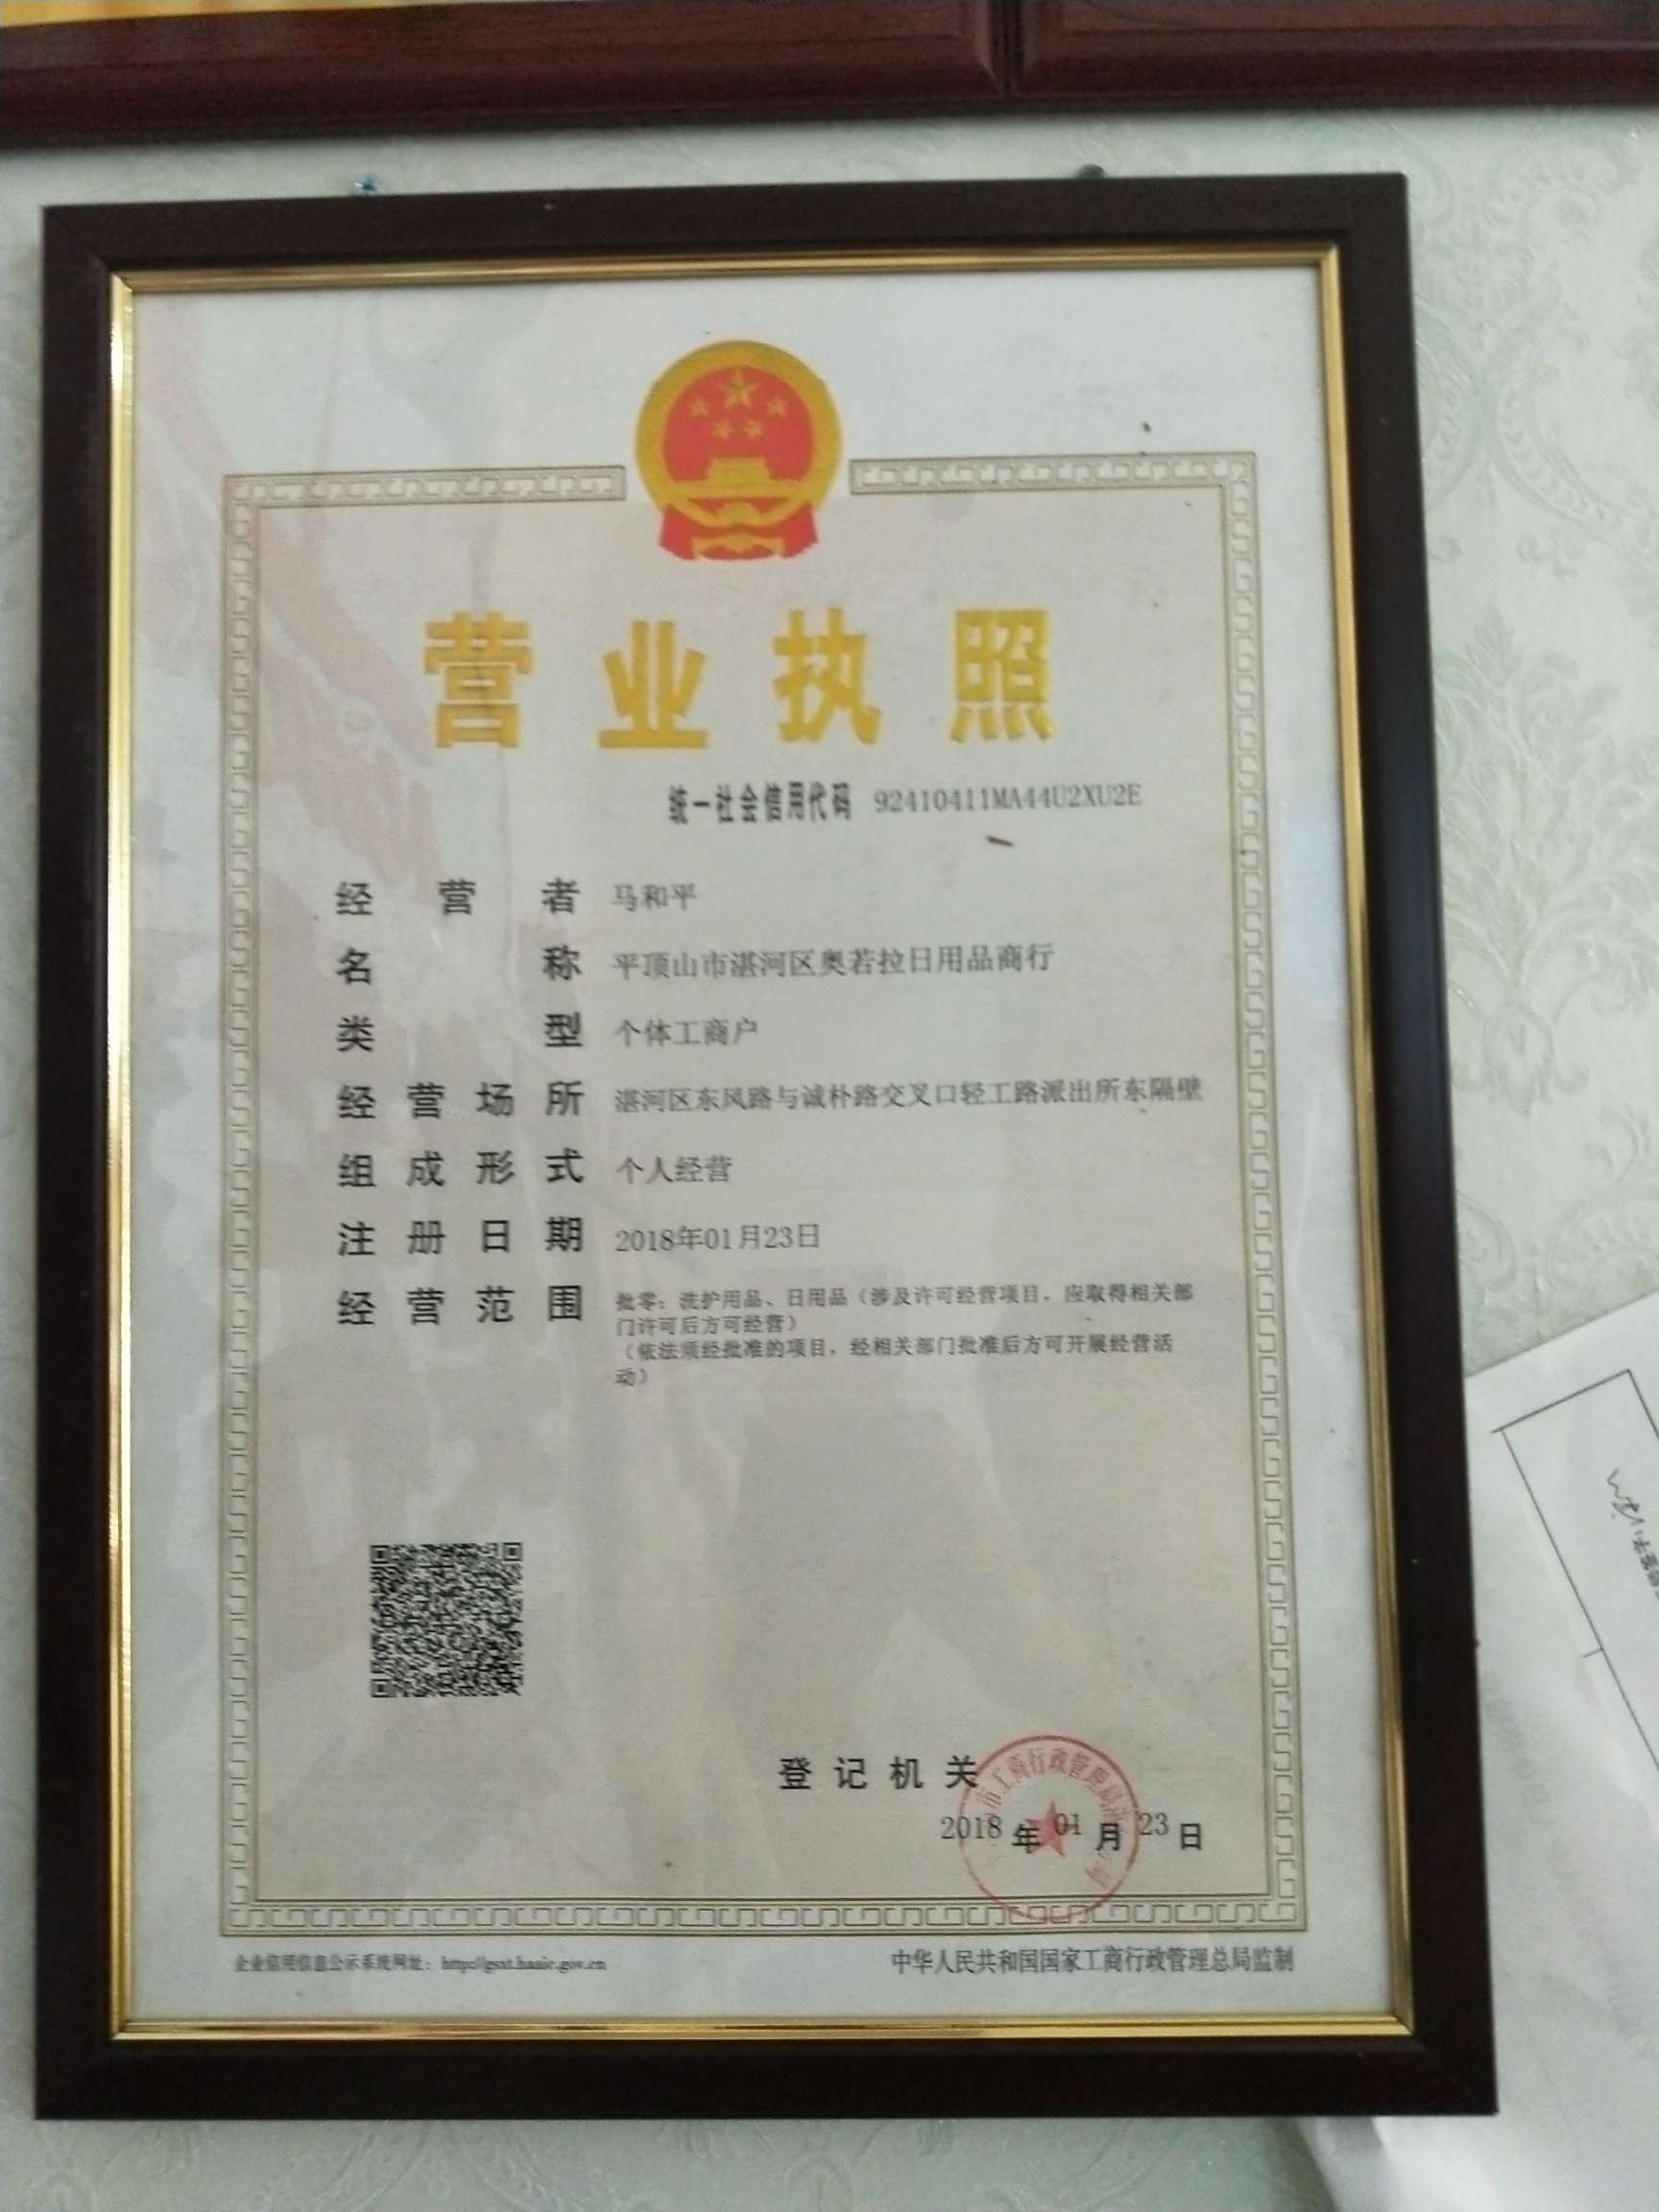 营业执照
统一社会信用代码 92410411MA44U2XU2E
经营者 马和平
名称 平顶山市湛河区奥若拉日用品商行
类型 个体工商户
经营场所 湛河区东风路与诚朴路交叉口轻工路派出所东隔壁
组成形式 个人经营
注册日期 2018年01月23日
经营范围 批零：洗护用品、日用品（涉及许可经营项目，应取得相关部
门许可后方可经营）
（依法须经批准的项目，经相关部门批准后方可开展经营活
动）
登记机关
市工商行政管理局
2018年01月23日
企业信用信息公示系统网址：http://gsxt.haaic.gov.cn
中华人民共和国国家工商行政管理总局监制